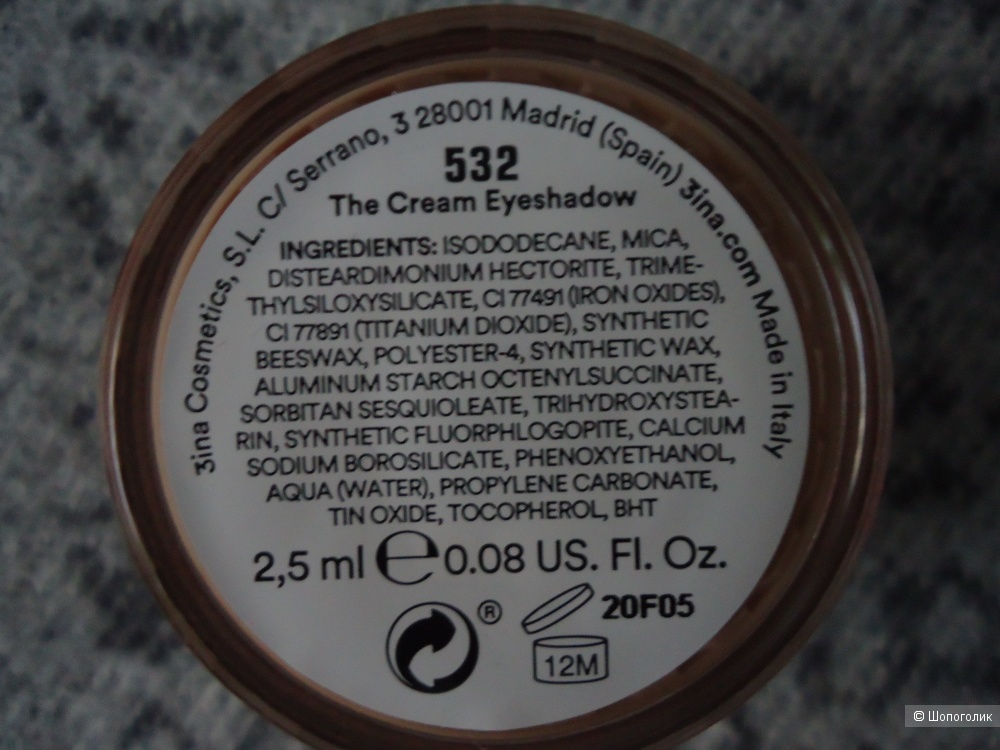 3ina Cosmetics, S.L. C/ Serrano, 3 28001 Madrid (Spain) 3ina.com Made in Italy
532
The Cream Eyeshadow
INGREDIENTS: ISODODECANE, MICA,
DISTEARDIMONIUM HECTORITE, TRIME-
THYLSILOXYSILICATE, CI 77491 (IRON OXIDES),
CI 77891 (TITANIUM DIOXIDE), SYNTHETIC
BEESWAX, POLYESTER-4, SYNTHETIC WAX,
ALUMINUM STARCH OCTENYLSUCCINATE,
SORBITAN SESQUIOLEATE, TRIHYDROXYSTEA-
RIN, SYNTHETIC FLUORPHLOGOPITE, CALCIUM
SODIUM BOROSILICATE, PHENOXYETHANOL,
AQUA (WATER), PROPYLENE CARBONATE,
TIN OXIDE, TOCOPHEROL, BHT
2,5 ml ℮ 0.08 US. Fl. Oz.
® 20F05
12M
© Шопоголик